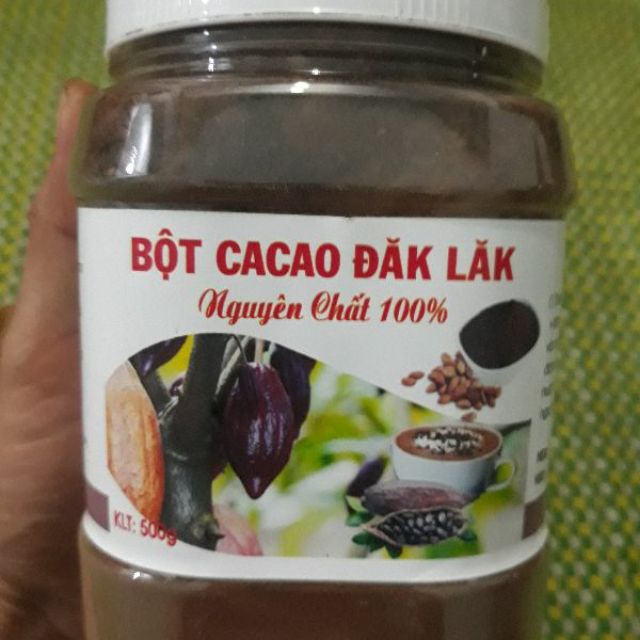 BỘT CACAO ĐĂK LĂK
Nguyên Chất 100%
KLT: 500g